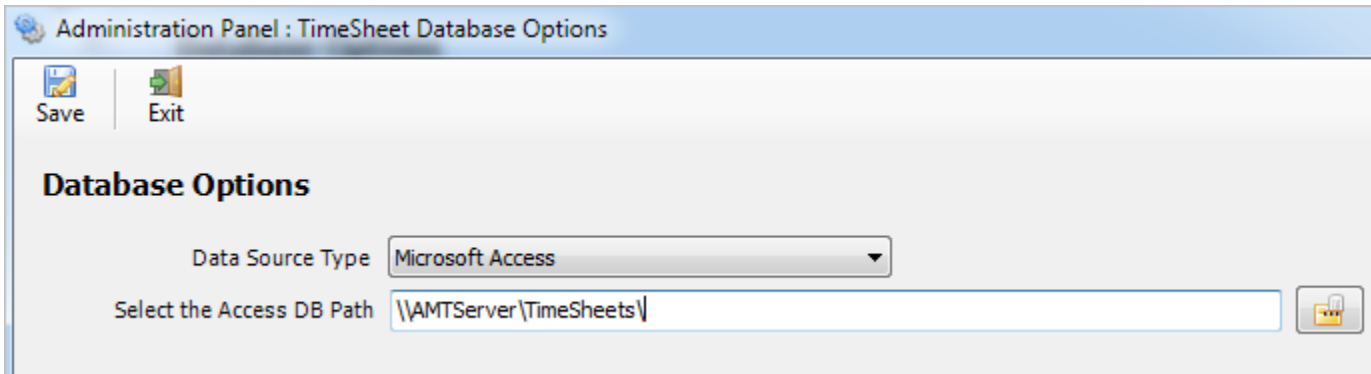 Administration Panel : TimeSheet Database Options
Save Exit
Database Options
Data Source Type Microsoft Access
Select the Access DB Path \\AMTServer\TimeSheets\